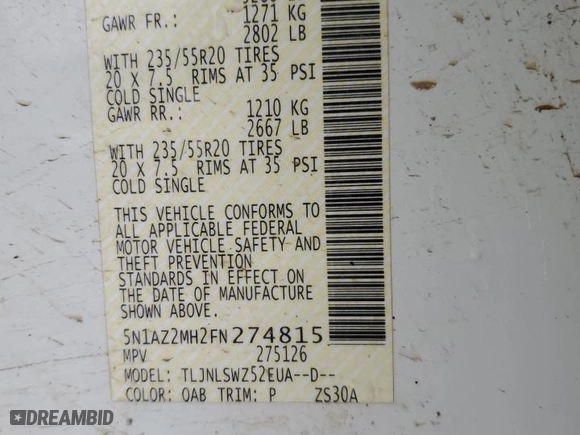 GAWR FR.: 1271 KG
2802 LB
WITH 235/55R20 TIRES
20 X 7.5 RIMS AT 35 PSI
COLD SINGLE
GAWR RR.: 1210 KG
2667 LB
WITH 235/55R20 TIRES
20 X 7.5 RIMS AT 35 PSI
COLD SINGLE
THIS VEHICLE CONFORMS TO
ALL APPLICABLE FEDERAL
MOTOR VEHICLE SAFETY AND
THEFT PREVENTION
STANDARDS IN EFFECT ON
THE DATE OF MANUFACTURE
SHOWN ABOVE.
5N1AZ2MH2FN274815
MPV 275126
MODEL: TLJNLSWZ52EUA--D--
COLOR: QAB TRIM: P ZS30A
DREAMBID